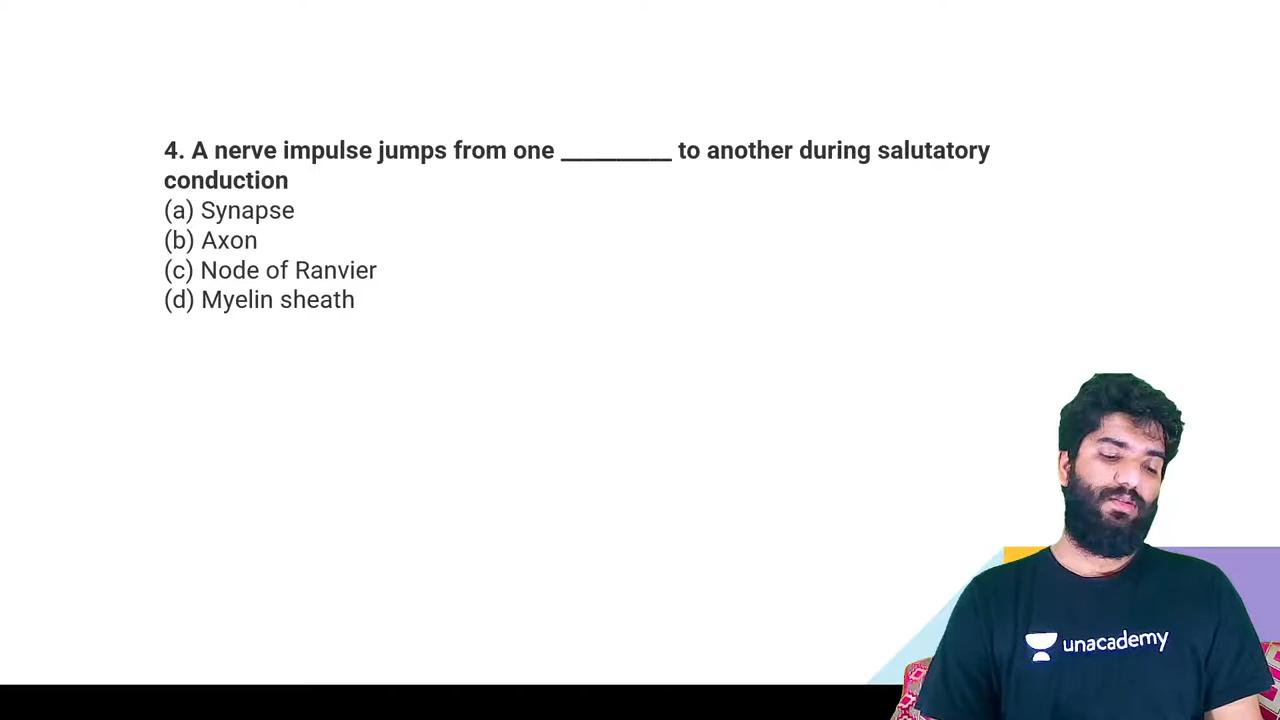 4. A nerve impulse jumps from one _________ to another during salutatory
conduction
(a) Synapse
(b) Axon
(c) Node of Ranvier
(d) Myelin sheath
unacademy